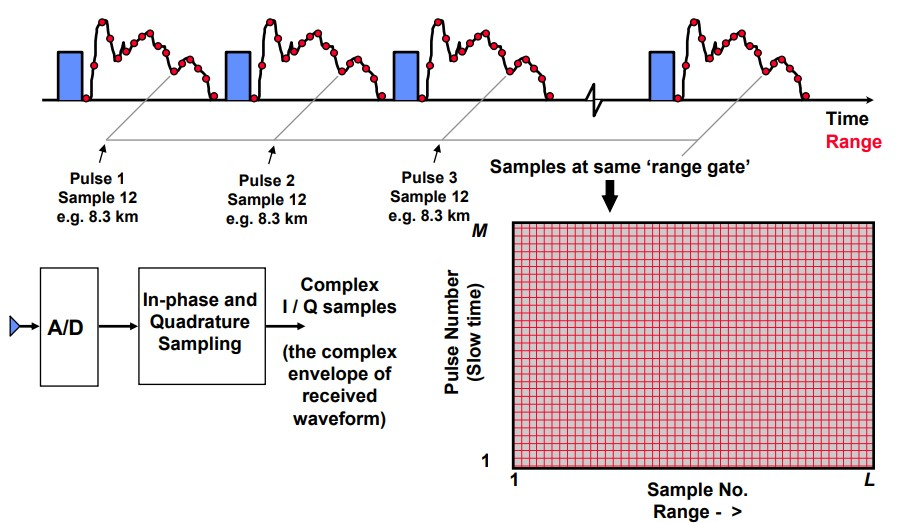 Time
Range
Pulse 1
Sample 12
e.g. 8.3 km
Pulse 2
Sample 12
e.g. 8.3 km
Pulse 3
Sample 12
e.g. 8.3 km
Samples at same ‘range gate’
A/D
In-phase and
Quadrature
Sampling
Complex
I / Q samples
(the complex
envelope of
received
waveform)
M
Pulse Number
(Slow time)
1
1
L
Sample No.
Range - >